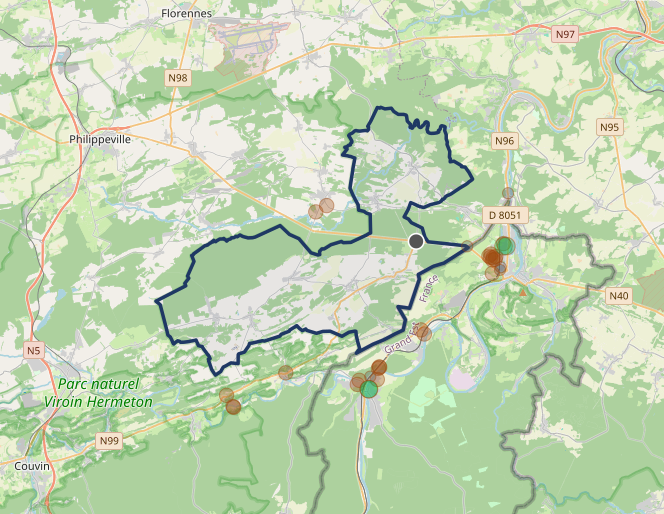 Florennes
N97
N98
N95
Philippeville
N96
D 8051
France
N40
Grand Est
N5
Parc naturel
Viroin Hermeton
N99
Couvin